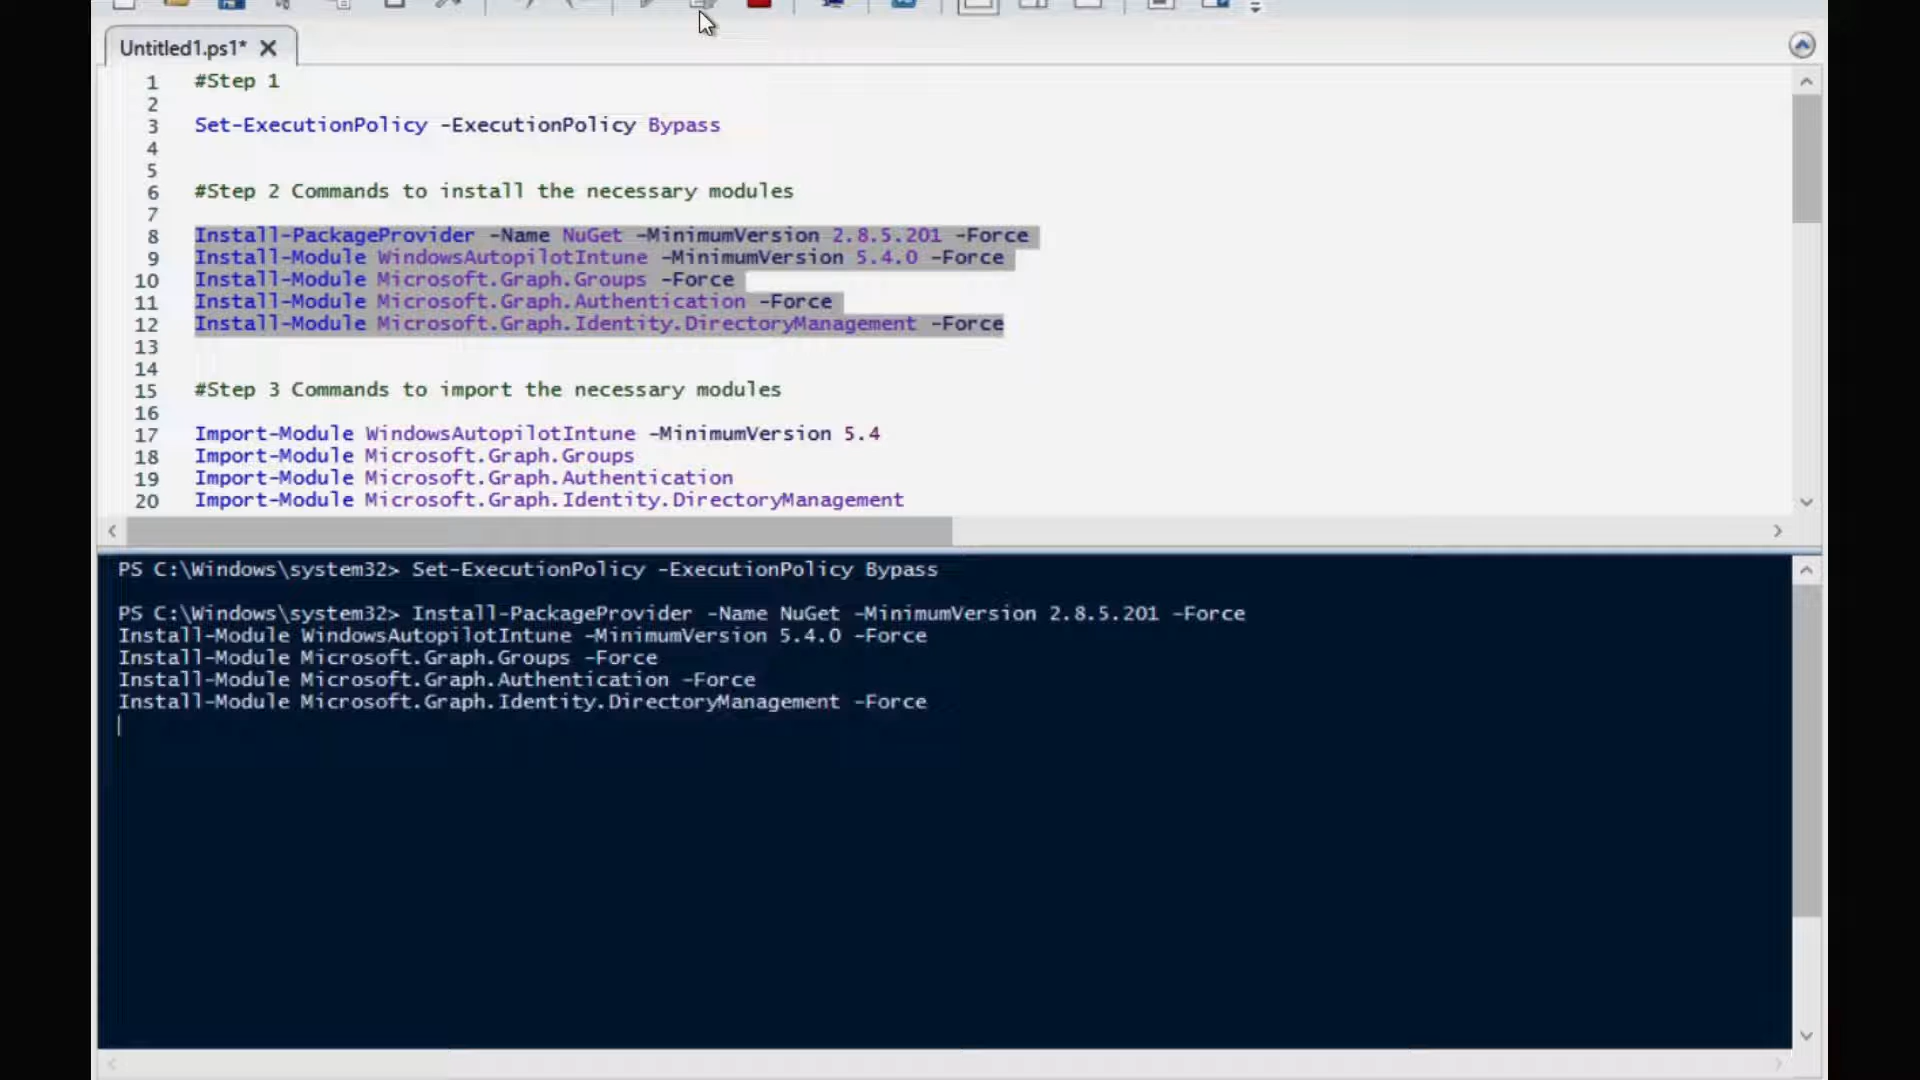 Untitled1.ps1*
1 #Step 1
2
3 Set-ExecutionPolicy -ExecutionPolicy Bypass
4
5
6 #Step 2 Commands to install the necessary modules
7
8 Install-PackageProvider -Name NuGet -MinimumVersion 2.8.5.201 -Force
9 Install-Module WindowsAutopilotIntune -MinimumVersion 5.4.0 -Force
10 Install-Module Microsoft.Graph.Groups -Force
11 Install-Module Microsoft.Graph.Authentication -Force
12 Install-Module Microsoft.Graph.Identity.DirectoryManagement -Force
13
14
15 #Step 3 Commands to import the necessary modules
16
17 Import-Module WindowsAutopilotIntune -MinimumVersion 5.4
18 Import-Module Microsoft.Graph.Groups
19 Import-Module Microsoft.Graph.Authentication
20 Import-Module Microsoft.Graph.Identity.DirectoryManagement
PS C:\Windows\system32> Set-ExecutionPolicy -ExecutionPolicy Bypass
PS C:\Windows\system32> Install-PackageProvider -Name NuGet -MinimumVersion 2.8.5.201 -Force
Install-Module WindowsAutopilotIntune -MinimumVersion 5.4.0 -Force
Install-Module Microsoft.Graph.Groups -Force
Install-Module Microsoft.Graph.Authentication -Force
Install-Module Microsoft.Graph.Identity.DirectoryManagement -Force